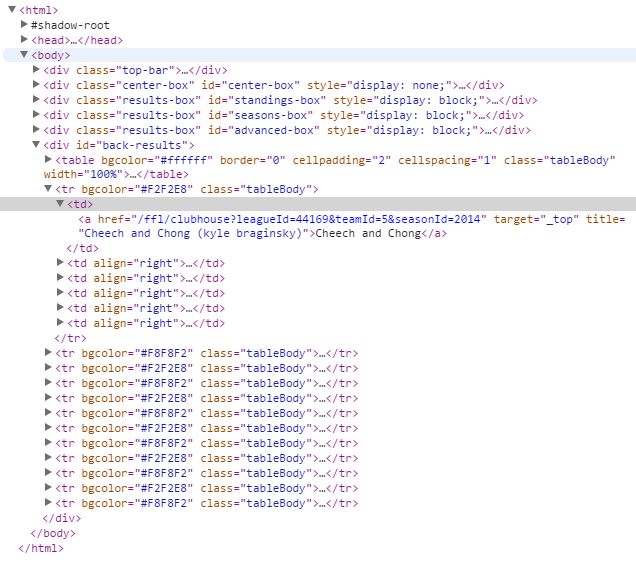 <html>
#shadow-root
<head>…</head>
<body>
<div class="top-bar">…</div>
<div class="center-box" id="center-box" style="display: none;">…</div>
<div class="results-box" id="standings-box" style="display: block;">…</div>
<div class="results-box" id="seasons-box" style="display: block;">…</div>
<div class="results-box" id="advanced-box" style="display: block;">…</div>
<div id="back-results">
<table bgcolor="#ffffff" border="0" cellpadding="2" cellspacing="1" class="tableBody"
width="100%">…</table>
<tr bgcolor="#F2F2E8" class="tableBody">
<td>
<a href="/ffl/clubhouse?leagueId=44169&teamId=5&seasonId=2014" target="_top" title=
"Cheech and Chong (kyle braginsky)">Cheech and Chong</a>
</td>
<td align="right">…</td>
<td align="right">…</td>
<td align="right">…</td>
<td align="right">…</td>
<td align="right">…</td>
</tr>
<tr bgcolor="#F8F8F2" class="tableBody">…</tr>
<tr bgcolor="#F2F2E8" class="tableBody">…</tr>
<tr bgcolor="#F8F8F2" class="tableBody">…</tr>
<tr bgcolor="#F2F2E8" class="tableBody">…</tr>
<tr bgcolor="#F8F8F2" class="tableBody">…</tr>
<tr bgcolor="#F2F2E8" class="tableBody">…</tr>
<tr bgcolor="#F8F8F2" class="tableBody">…</tr>
<tr bgcolor="#F2F2E8" class="tableBody">…</tr>
<tr bgcolor="#F8F8F2" class="tableBody">…</tr>
<tr bgcolor="#F2F2E8" class="tableBody">…</tr>
<tr bgcolor="#F8F8F2" class="tableBody">…</tr>
</div>
</body>
</html>